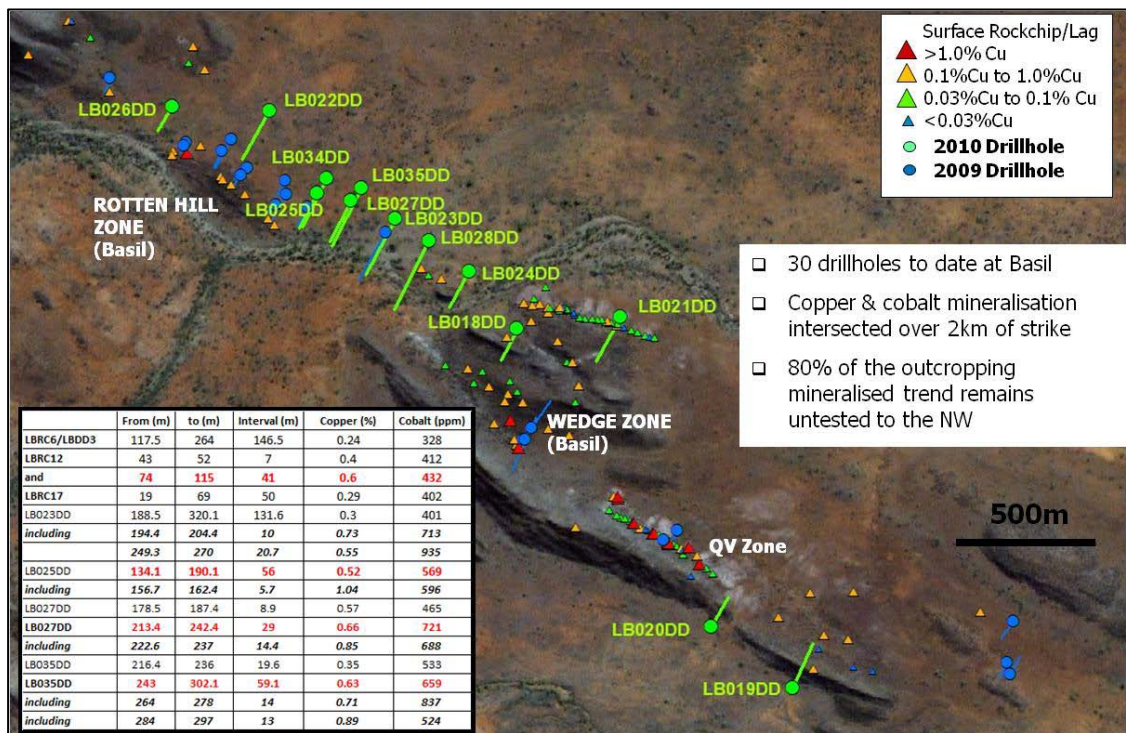 Surface Rockchip/Lag
>1.0% Cu
0.1%Cu to 1.0%Cu
0.03%Cu to 0.1% Cu
<0.03%Cu
2010 Drillhole
2009 Drillhole
LB026DD
LB022DD
LB034DD
LB035DD
LB025DD
LB027DD
LB023DD
LB028DD
LB024DD
LB018DD
LB021DD
ROTTEN HILL
ZONE
(Basil)
30 drillholes to date at Basil
Copper & cobalt mineralisation
intersected over 2km of strike
80% of the outcropping
mineralised trend remains
untested to the NW
WEDGE ZONE
(Basil)
500m
QV Zone
LB020DD
LB019DD
From (m) to (m) Interval (m) Copper (%) Cobalt (ppm)
LBRC6/LBDD3 117.5 264 146.5 0.24 328
LBRC12 43 52 7 0.4 412
and 74 115 41 0.6 432
LBRC17 19 69 50 0.29 402
LB023DD 188.5 320.1 131.6 0.3 401
including 194.4 204.4 10 0.73 713
249.3 270 20.7 0.55 935
LB025DD 134.1 190.1 56 0.52 569
including 156.7 162.4 5.7 1.04 596
LB027DD 178.5 187.4 8.9 0.57 465
LB027DD 213.4 242.4 29 0.66 721
including 222.6 237 14.4 0.85 688
LB035DD 216.4 236 19.6 0.35 533
LB035DD 243 302.1 59.1 0.63 659
including 264 278 14 0.71 837
including 284 297 13 0.89 524